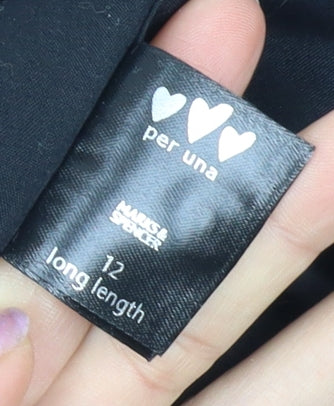 per una
MARKS &
SPENCER
12
long length